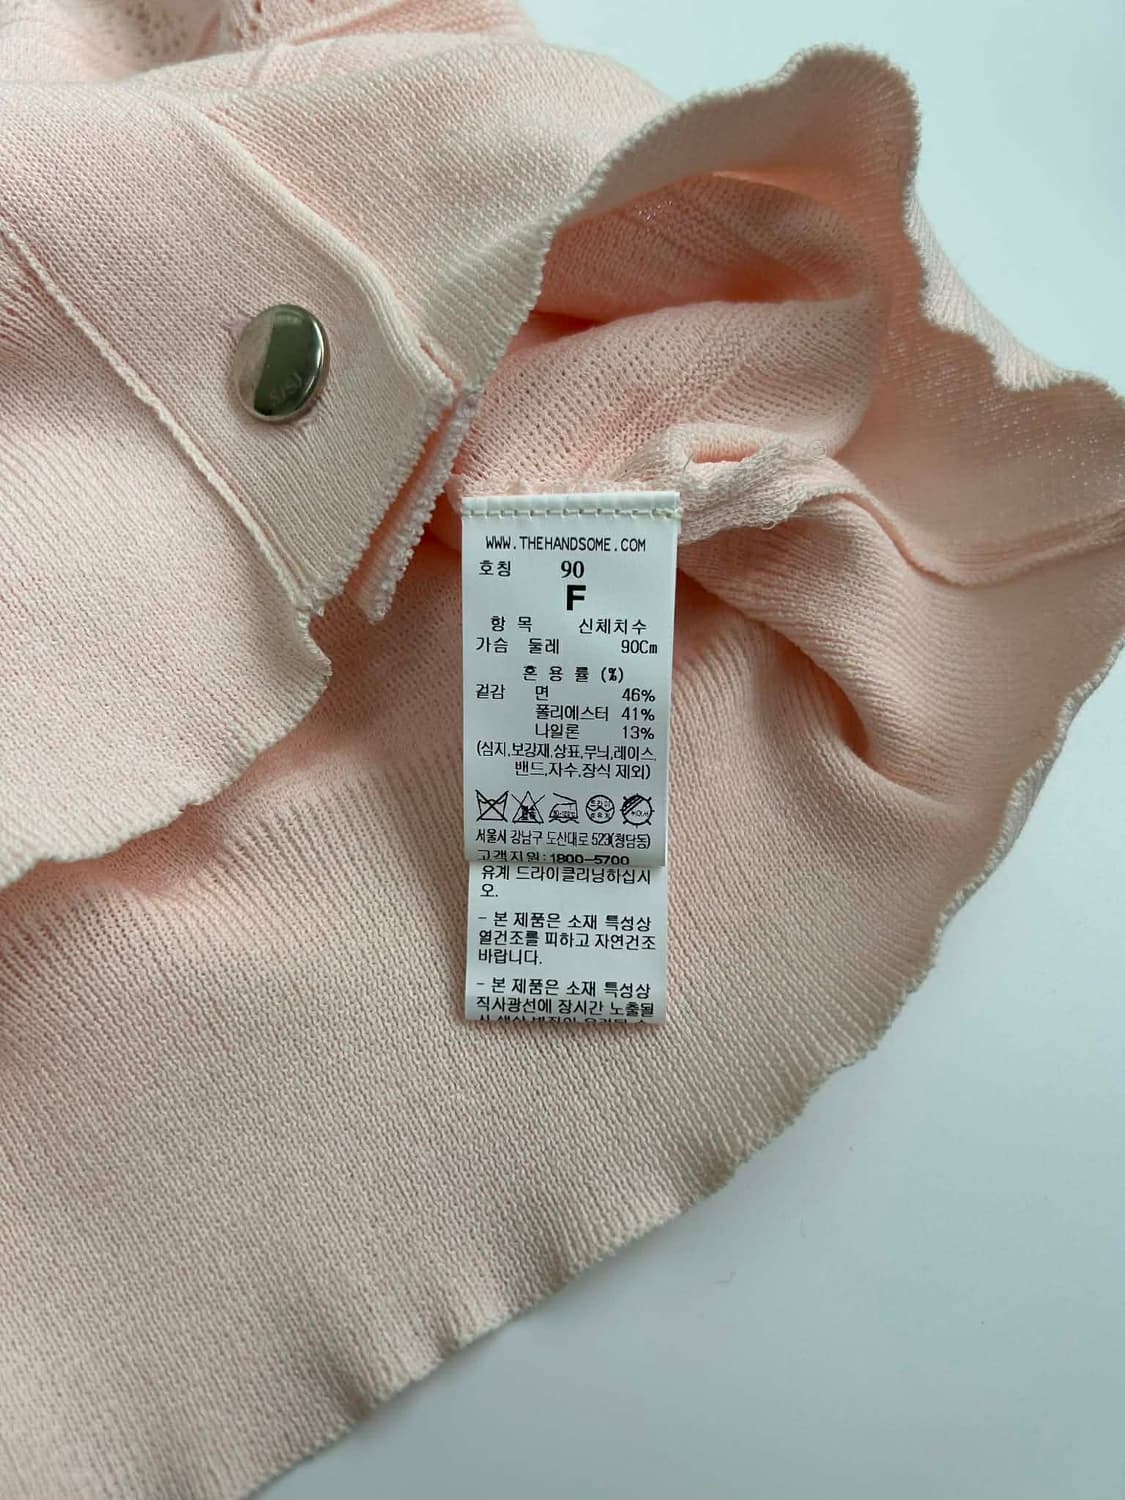 WWW.THEHANDSOME.COM
호칭 90
F
항 목 신체치수
가슴 둘레 90Cm
혼 용 률 (%)
겉감 면 46%
폴리에스터 41%
나일론 13%
(심지,보강재,상표,무늬,레이스,
밴드,자수,장식 제외)
서울시 강남구 도산대로 523(청담동)
고객지원:1800-5700
유계 드라이클리닝하십시
오.
- 본 제품은 소재 특성상
열건조를 피하고 자연건조
바랍니다.
- 본 제품은 소재 특성상
직사광선에 장시간 노출될